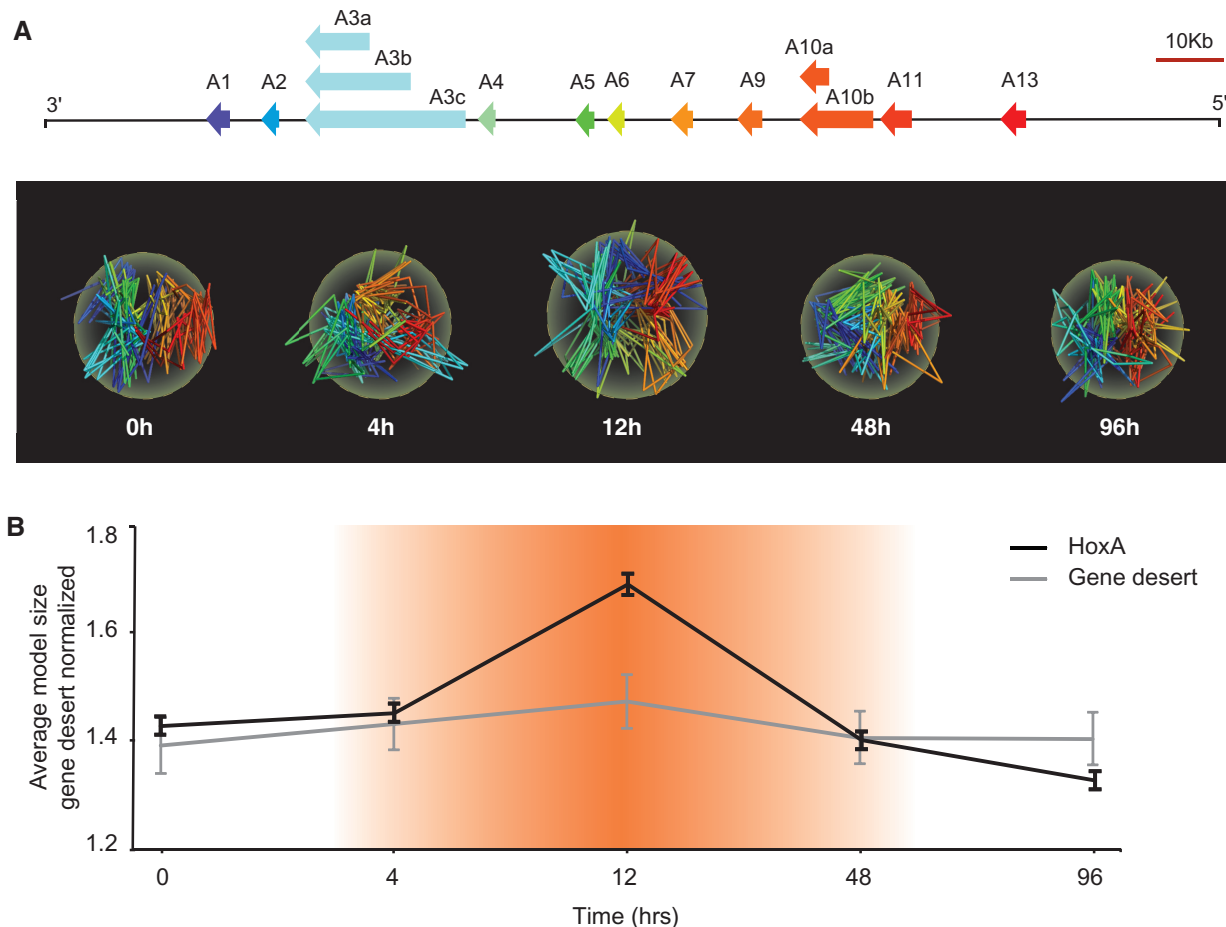 A
10Kb
A3a
A3b
A10a
A1 A2 A3c A4 A5 A6 A7 A9 A10b A11 A13
3' 5'
0h 4h 12h 48h 96h
B
HoxA
Gene desert
Average model size
gene desert normalized
1.8
1.6
1.4
1.2
0 4 12 48 96
Time (hrs)